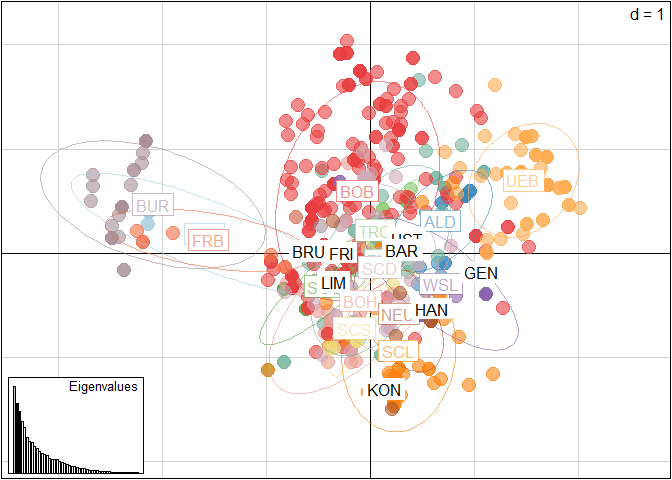 d = 1
UEB
BOB
BUR
ALD
TRC
FRB
BRU
FRI
BAR
SCD
GEN
LIM
WSL
BOH
HAN
NEU
SCS
SCL
KON
Eigenvalues